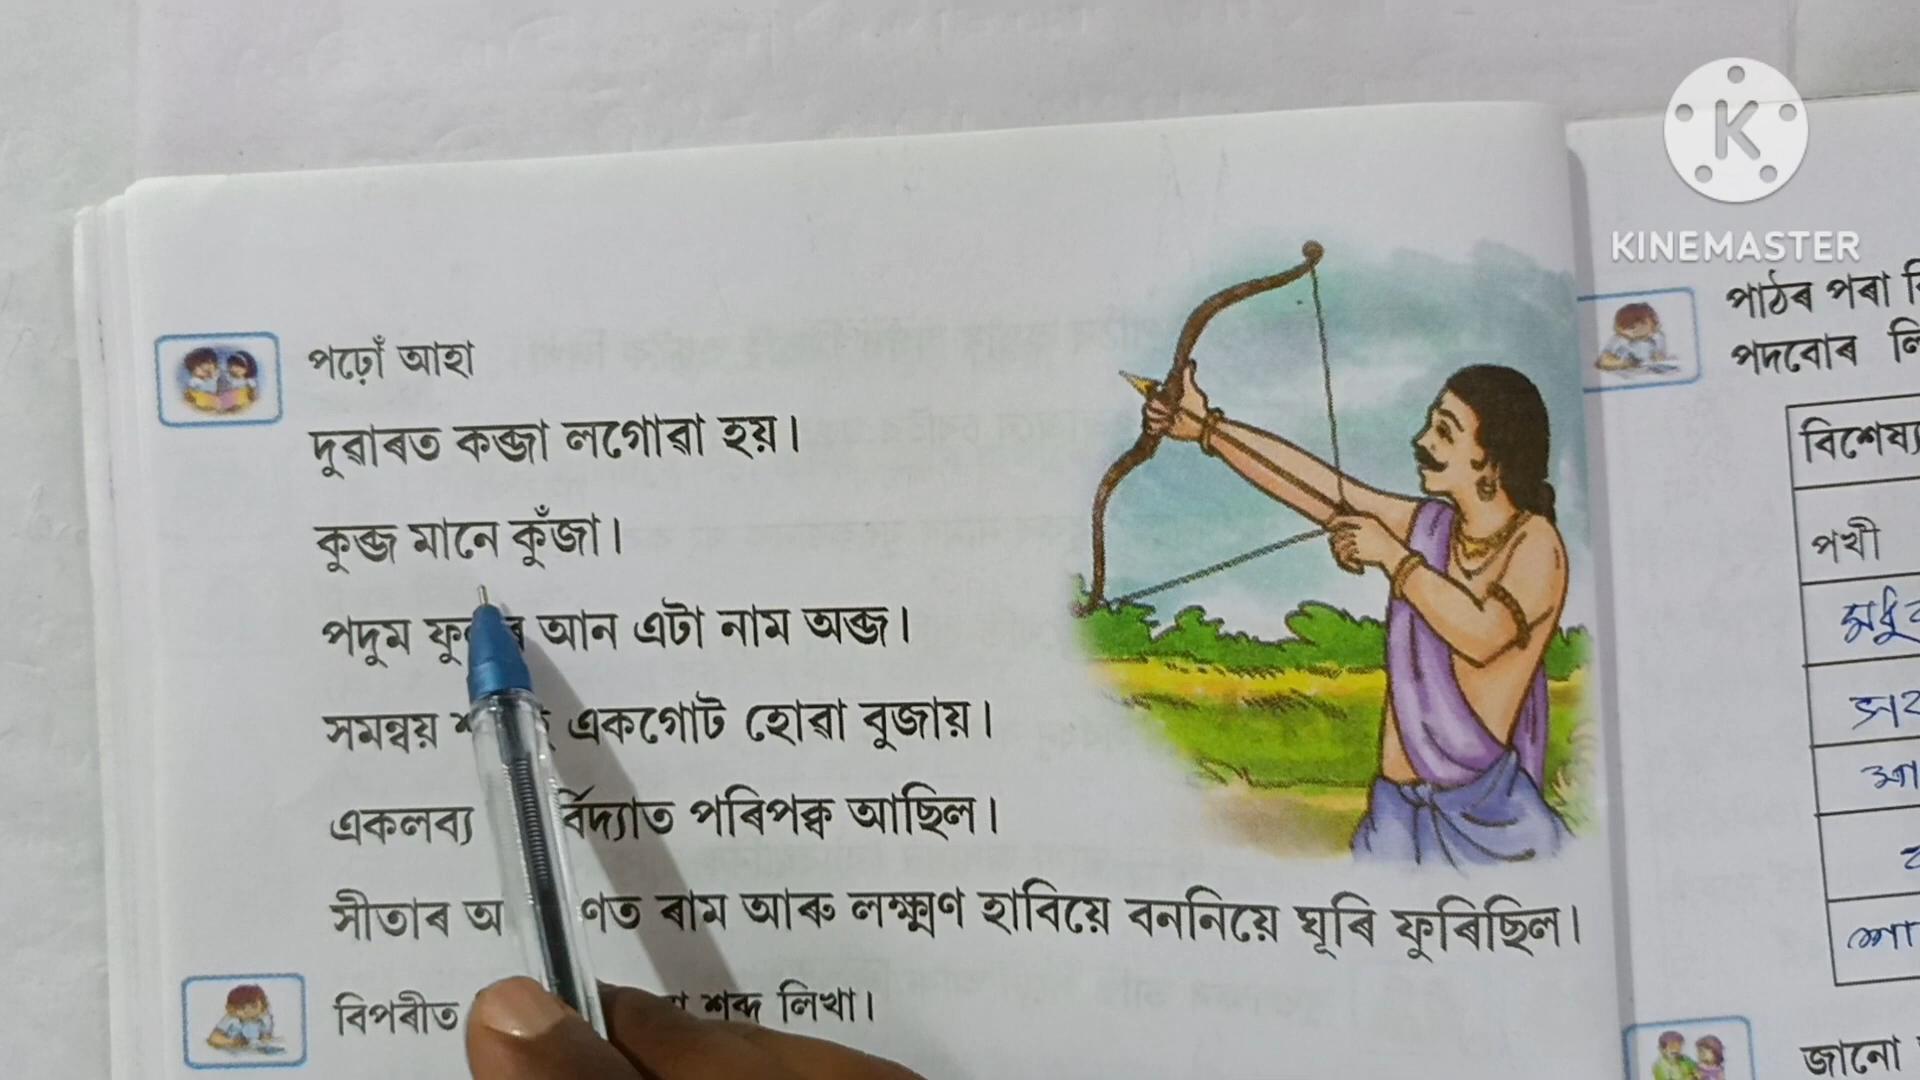 পঢ়োঁ আহা
দুৱাৰত কব্জা লগোৱা হয়।
কুব্জ মানে কুঁজা।
পদুম আন এটা নাম অব্জ।
সমন্বয় একগোট হোৱা বুজায়।
একলব্য পৰিপক্ব আছিল।
সীতাৰ ৰাম আৰু লক্ষ্মণ হাবিয়ে বননিয়ে ঘূৰি ফুৰিছিল।
বিপৰীত শব্দ লিখা।
K
KINEMASTER
পাঠৰ পৰা
পদবোৰ
বিশেষ্য
পখী
জানো